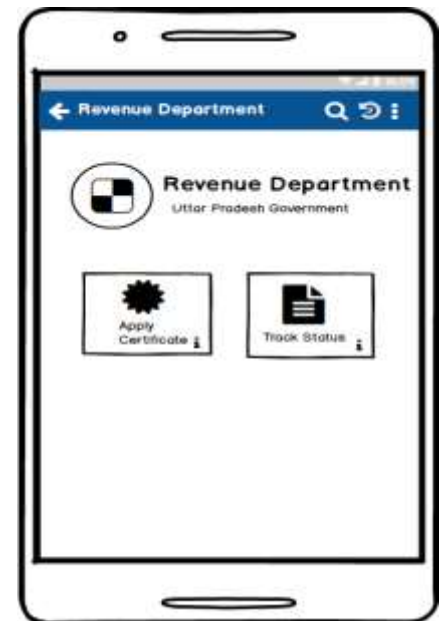 Revenue Department
Revenue Department
Uttar Pradesh Government
Apply
Certificate i
Track Status i